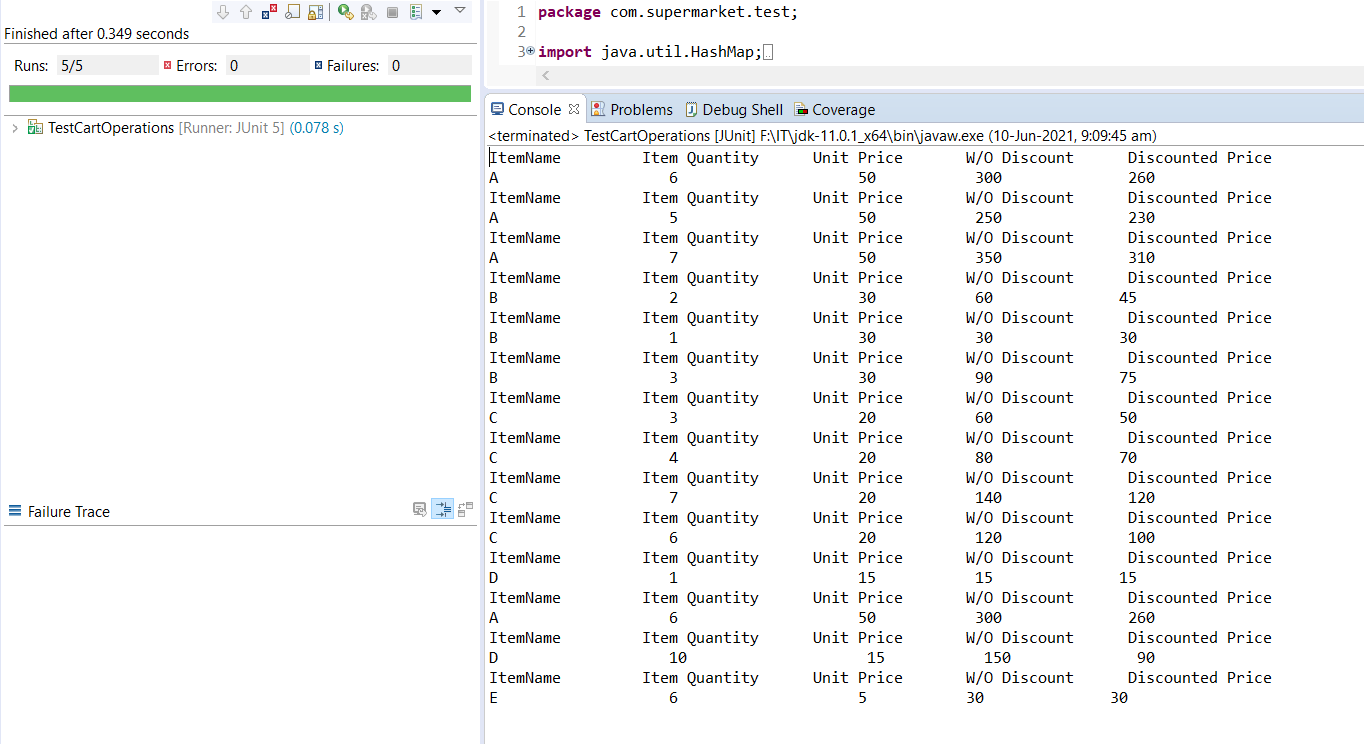 Finished after 0.349 seconds
Runs: 5/5 Errors: 0 Failures: 0
TestCartOperations [Runner: JUnit 5] (0.078 s)
Failure Trace
1 package com.supermarket.test;
2
3 import java.util.HashMap;
Console Problems Debug Shell Coverage
<terminated> TestCartOperations [JUnit] F:\IT\jdk-11.0.1_x64\bin\javaw.exe (10-Jun-2021, 9:09:45 am)
ItemName Item Quantity Unit Price W/O Discount Discounted Price
A 6 50 300 260
ItemName Item Quantity Unit Price W/O Discount Discounted Price
A 5 50 250 230
ItemName Item Quantity Unit Price W/O Discount Discounted Price
A 7 50 350 310
ItemName Item Quantity Unit Price W/O Discount Discounted Price
B 2 30 60 45
ItemName Item Quantity Unit Price W/O Discount Discounted Price
B 1 30 30 30
ItemName Item Quantity Unit Price W/O Discount Discounted Price
B 3 30 90 75
ItemName Item Quantity Unit Price W/O Discount Discounted Price
C 3 20 60 50
ItemName Item Quantity Unit Price W/O Discount Discounted Price
C 4 20 80 70
ItemName Item Quantity Unit Price W/O Discount Discounted Price
C 7 20 140 120
ItemName Item Quantity Unit Price W/O Discount Discounted Price
C 6 20 120 100
ItemName Item Quantity Unit Price W/O Discount Discounted Price
D 1 15 15 15
ItemName Item Quantity Unit Price W/O Discount Discounted Price
A 6 50 300 260
ItemName Item Quantity Unit Price W/O Discount Discounted Price
D 10 15 150 90
ItemName Item Quantity Unit Price W/O Discount Discounted Price
E 6 5 30 30